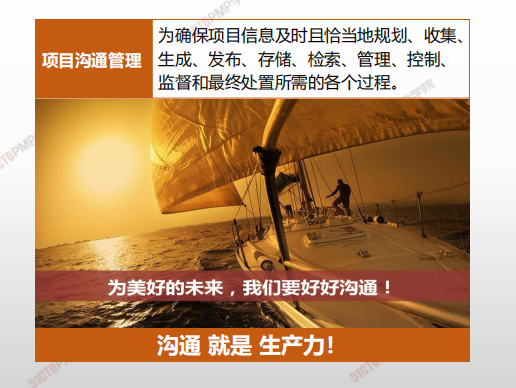 项目沟通管理
为确保项目信息及时且恰当地规划、收集、
生成、发布、存储、检索、管理、控制、
监督和最终处置所需的各个过程。
为美好的未来，我们要好好沟通！
沟通 就是 生产力!